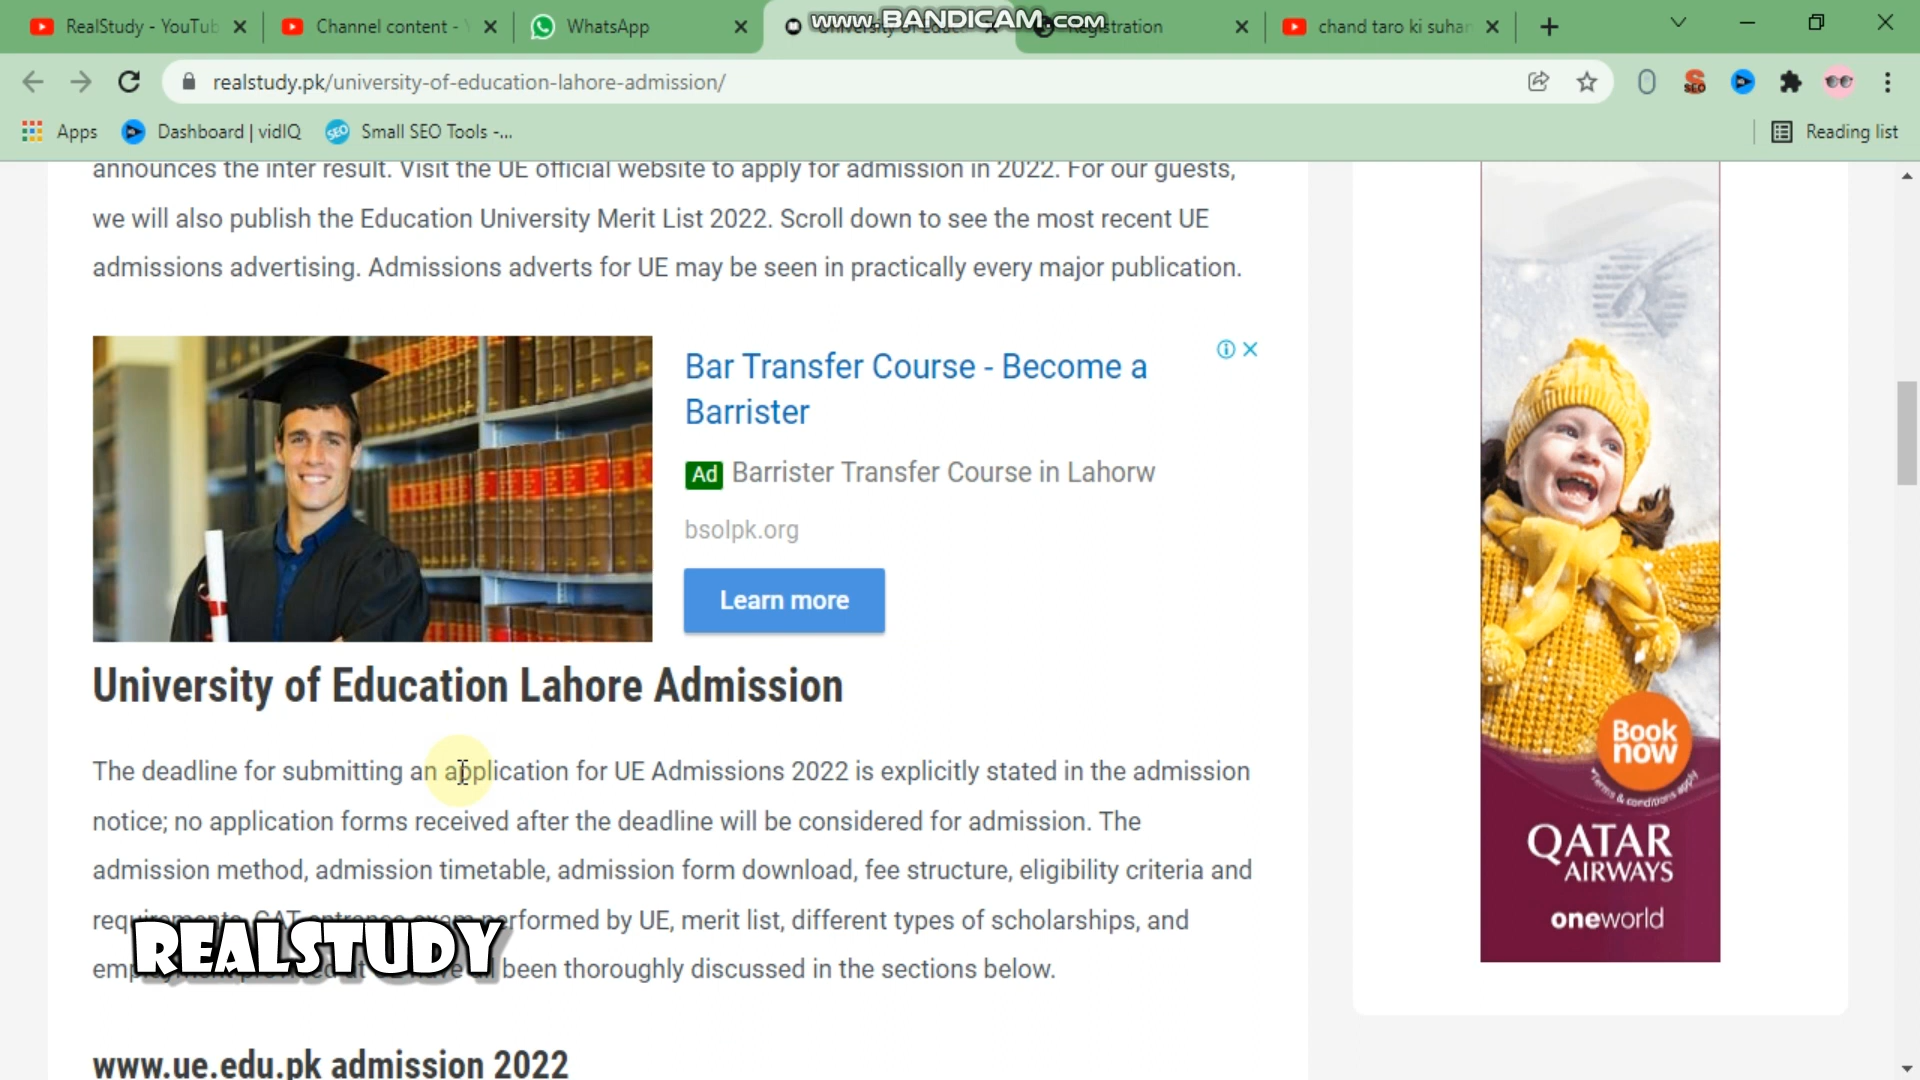 www.BANDICAM.com
RealStudy - YouTub
Channel content -
WhatsApp
Registration
chand taro ki suhan
realstudy.pk/university-of-education-lahore-admission/
Apps
Dashboard | vidIQ
Small SEO Tools -...
Reading list
announces the inter result. Visit the UE official website to apply for admission in 2022. For our guests,
we will also publish the Education University Merit List 2022. Scroll down to see the most recent UE
admissions advertising. Admissions adverts for UE may be seen in practically every major publication.
Bar Transfer Course - Become a
Barrister
Ad Barrister Transfer Course in Lahorw
bsolpk.org
Learn more
University of Education Lahore Admission
The deadline for submitting an application for UE Admissions 2022 is explicitly stated in the admission
notice; no application forms received after the deadline will be considered for admission. The
admission method, admission timetable, admission form download, fee structure, eligibility criteria and
performed by UE, merit list, different types of scholarships, and
been thoroughly discussed in the sections below.
REALSTUDY
www.ue.edu.pk admission 2022
Book
now
*Terms & conditions apply
QATAR
AIRWAYS
oneworld